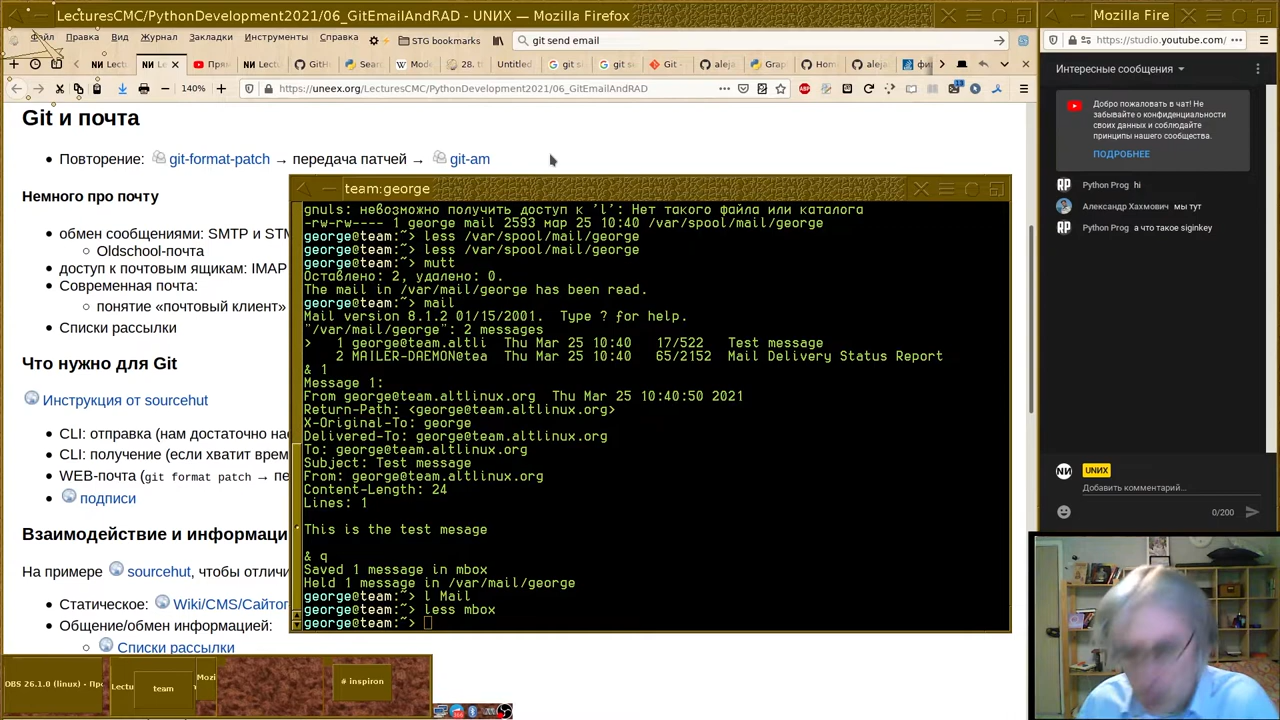 LecturesCMC/PythonDevelopment2021/06_GitEmailAndRAD - UNИX — Mozilla Firefox
Файл Правка Вид Журнал Закладки Инструменты Справка
STG bookmarks
git send email
140%
https://uneex.org/LecturesCMC/PythonDevelopment2021/06_GitEmailAndRAD
Git и почта
Повторение: git-format-patch → передача патчей → git-am
Немного про почту
обмен сообщениями: SMTP и STM
Oldschool-почта
доступ к почтовым ящикам: IMAP
Современная почта:
понятие «почтовый клиент»
Списки рассылки
Что нужно для Git
Инструкция от sourcehut
CLI: отправка (нам достаточно нас
CLI: получение (если хватит врем
WEB-почта (git format patch → пе
подписи
Взаимодействие и информаци
На примере sourcehut, чтобы отличи
Статическое: Wiki/CMS/Сайтог
Общение/обмен информацией:
Списки рассылки
team:george
gnuls: невозможно получить доступ к 'l': Нет такого файла или каталога
-rw-rw---- 1 george mail 2593 мар 25 10:40 /var/spool/mail/george
george@team:~> less /var/spool/mail/george
george@team:~> less /var/spool/mail/george
george@team:~> mutt
Оставлено: 2, удалено: 0.
The mail in /var/mail/george has been read.
george@team:~> mail
Mail version 8.1.2 01/15/2001.  Type ? for help.
"/var/mail/george": 2 messages
>   1 george@team.altli  Thu Mar 25 10:40   17/522   Test message
    2 MAILER-DAEMON@tea  Thu Mar 25 10:40   65/2152  Mail Delivery Status Report
& 1
Message 1:
From george@team.altlinux.org  Thu Mar 25 10:40:50 2021
Return-Path: <george@team.altlinux.org>
X-Original-To: george
Delivered-To: george@team.altlinux.org
To: george@team.altlinux.org
Subject: Test message
From: george@team.altlinux.org
Content-Length: 24
Lines: 1
This is the test mesage
& q
Saved 1 message in mbox
Held 1 message in /var/mail/george
george@team:~> l Mail
george@team:~> less mbox
george@team:~>
Mozilla Fire
https://studio.youtube.com/
Интересные сообщения
Добро пожаловать в чат! Не
забывайте о конфиденциальности
своих данных и соблюдайте
принципы нашего сообщества.
ПОДРОБНЕЕ
Python Prog hi
Александр Хахмович мы тут
Python Prog а что такое siginkey
UNИX
Добавить комментарий...
0/200
OBS 26.1.0 (linux) - Про
Lectu
team
Mozi
# inspiron